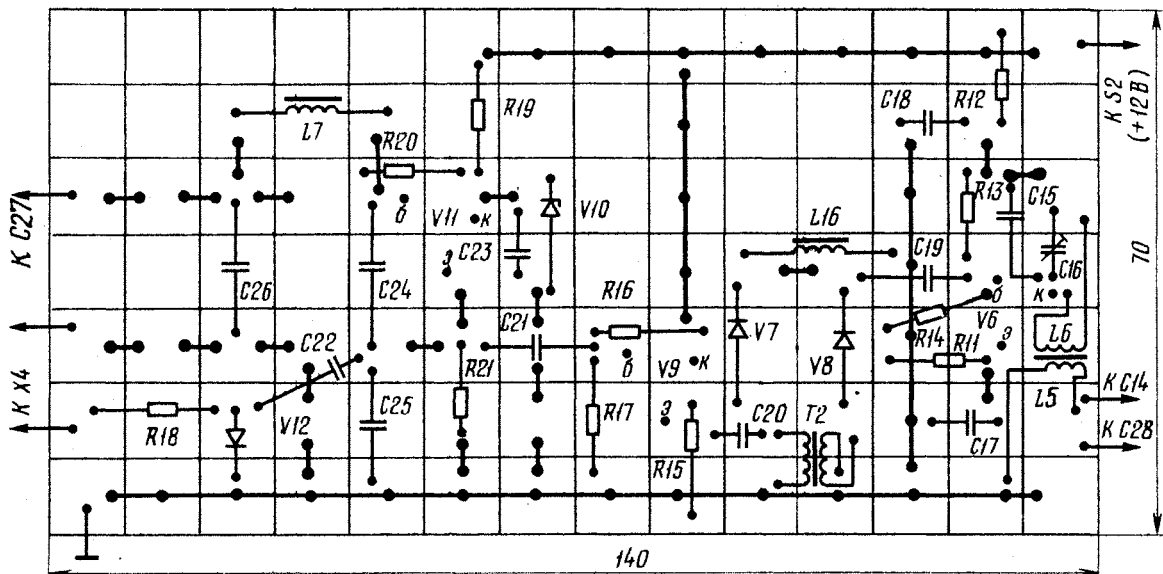 L7
R19
R20
C18
R12
К S2
(+12В)
К C27
б
V11
к
V10
R13
C15
C26
C24
э
C23
L16
C19
C16
70
R16
C21
V7
V8
R14
V6
б
к
э
L6
C22
R11
К X4
R21
б
V9
к
L5
К C14
R18
V12
C25
R17
э
R15
C20
T2
C17
К C28
140